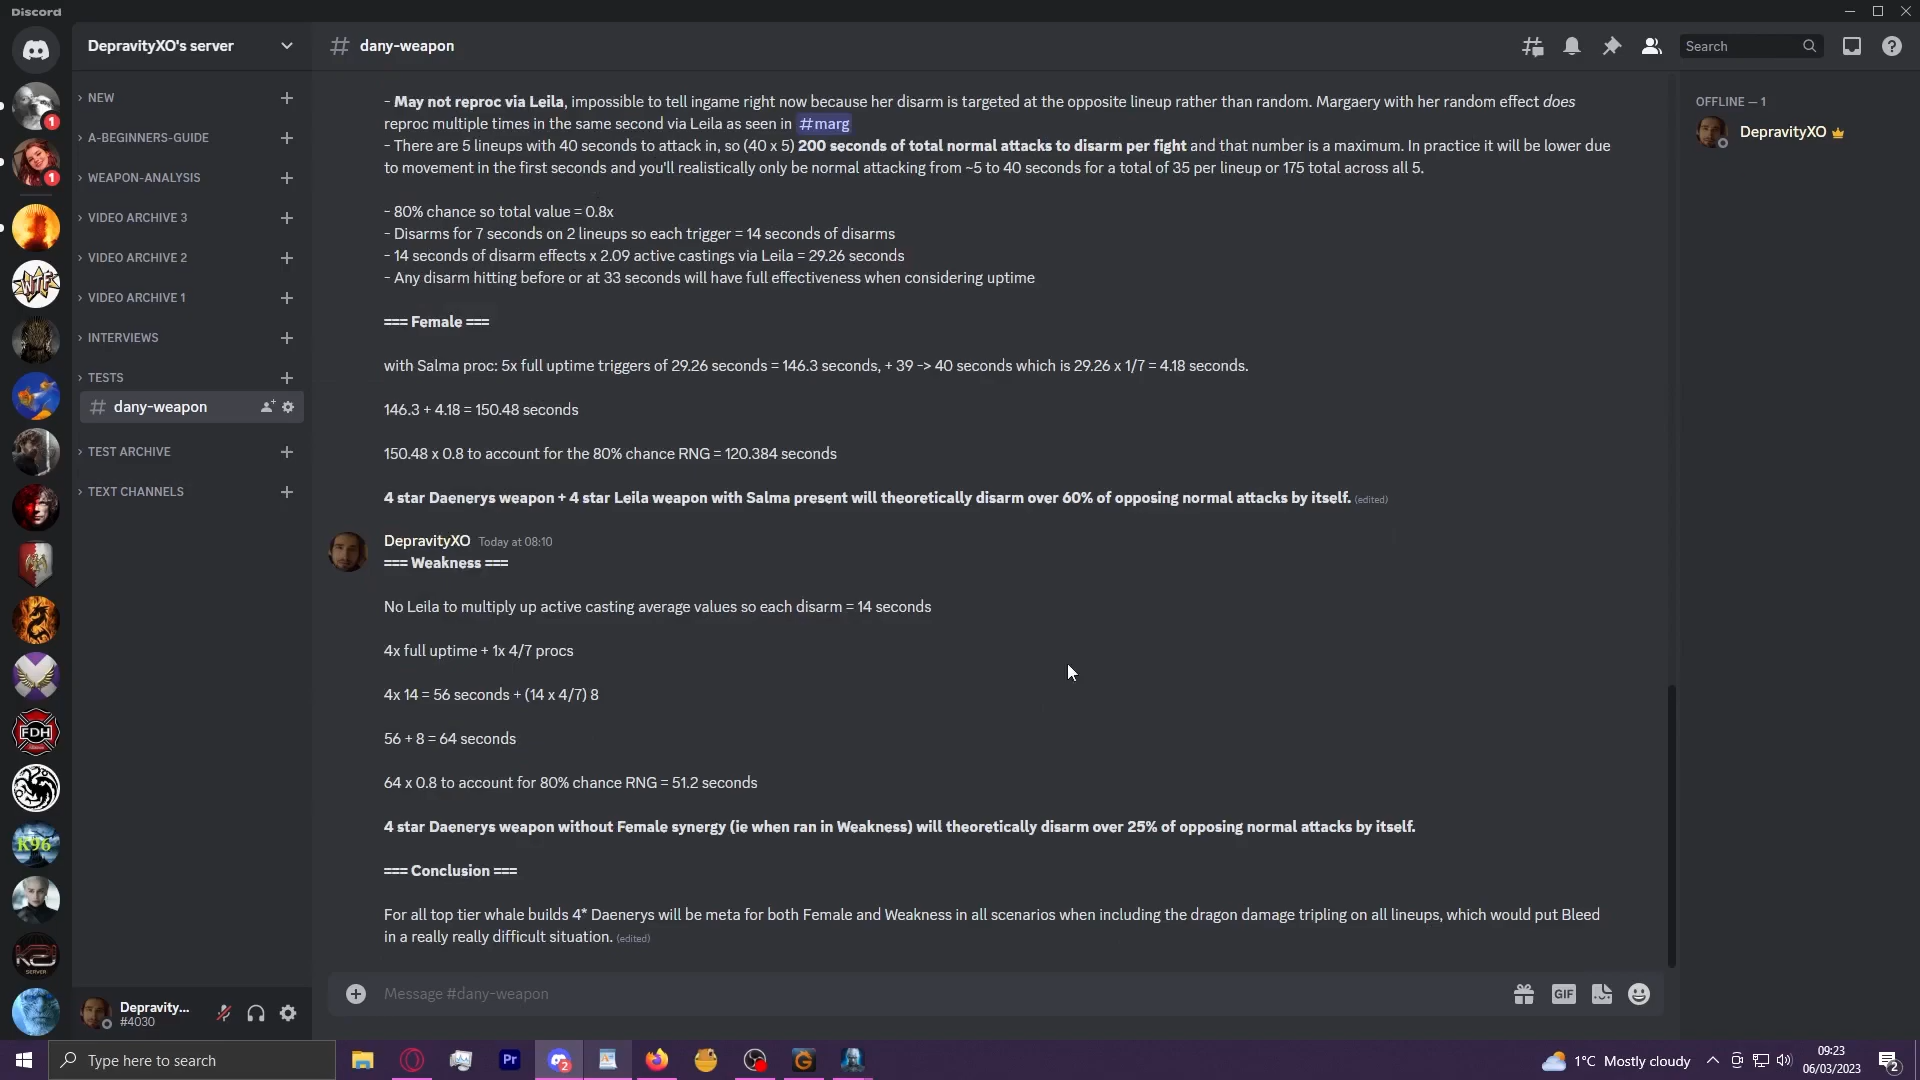 Discord
DepravityXO's server
# dany-weapon
Search
NEW
A-BEGINNERS-GUIDE
WEAPON-ANALYSIS
VIDEO ARCHIVE 3
VIDEO ARCHIVE 2
VIDEO ARCHIVE 1
INTERVIEWS
TESTS
# dany-weapon
TEST ARCHIVE
TEXT CHANNELS
- May not reproc via Leila, impossible to tell ingame right now because her disarm is targeted at the opposite lineup rather than random. Margaery with her random effect does
reproc multiple times in the same second via Leila as seen in #marg
- There are 5 lineups with 40 seconds to attack in, so (40 x 5) 200 seconds of total normal attacks to disarm per fight and that number is a maximum. In practice it will be lower due
to movement in the first seconds and you'll realistically only be normal attacking from ~5 to 40 seconds for a total of 35 per lineup or 175 total across all 5.
- 80% chance so total value = 0.8x
- Disarms for 7 seconds on 2 lineups so each trigger = 14 seconds of disarms
- 14 seconds of disarm effects x 2.09 active castings via Leila = 29.26 seconds
- Any disarm hitting before or at 33 seconds will have full effectiveness when considering uptime
=== Female ===
with Salma proc: 5x full uptime triggers of 29.26 seconds = 146.3 seconds, + 39 -> 40 seconds which is 29.26 x 1/7 = 4.18 seconds.
146.3 + 4.18 = 150.48 seconds
150.48 x 0.8 to account for the 80% chance RNG = 120.384 seconds
4 star Daenerys weapon + 4 star Leila weapon with Salma present will theoretically disarm over 60% of opposing normal attacks by itself. (edited)
DepravityXO Today at 08:10
=== Weakness ===
No Leila to multiply up active casting average values so each disarm = 14 seconds
4x full uptime + 1x 4/7 procs
4x 14 = 56 seconds + (14 x 4/7) 8
56 + 8 = 64 seconds
64 x 0.8 to account for 80% chance RNG = 51.2 seconds
4 star Daenerys weapon without Female synergy (ie when ran in Weakness) will theoretically disarm over 25% of opposing normal attacks by itself.
=== Conclusion ===
For all top tier whale builds 4* Daenerys will be meta for both Female and Weakness in all scenarios when including the dragon damage tripling on all lineups, which would put Bleed
in a really really difficult situation. (edited)
Message #dany-weapon
GIF
OFFLINE — 1
DepravityXO
1
1
WTF
FDH
K96
KO
SERVER
Depravity...
#4030
Type here to search
Pr
2
G
1°C Mostly cloudy
09:23
06/03/2023
2